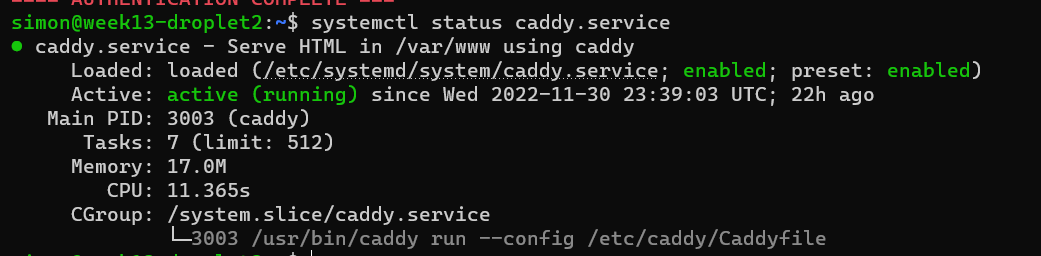 ==== AUTHENTICATION COMPLETE ====
simon@week13-droplet2:~$ systemctl status caddy.service
● caddy.service - Serve HTML in /var/www using caddy
Loaded: loaded (/etc/systemd/system/caddy.service; enabled; preset: enabled)
Active: active (running) since Wed 2022-11-30 23:39:03 UTC; 22h ago
Main PID: 3003 (caddy)
Tasks: 7 (limit: 512)
Memory: 17.0M
CPU: 11.365s
CGroup: /system.slice/caddy.service
└─3003 /usr/bin/caddy run --config /etc/caddy/Caddyfile
simon@week13-droplet2:~$